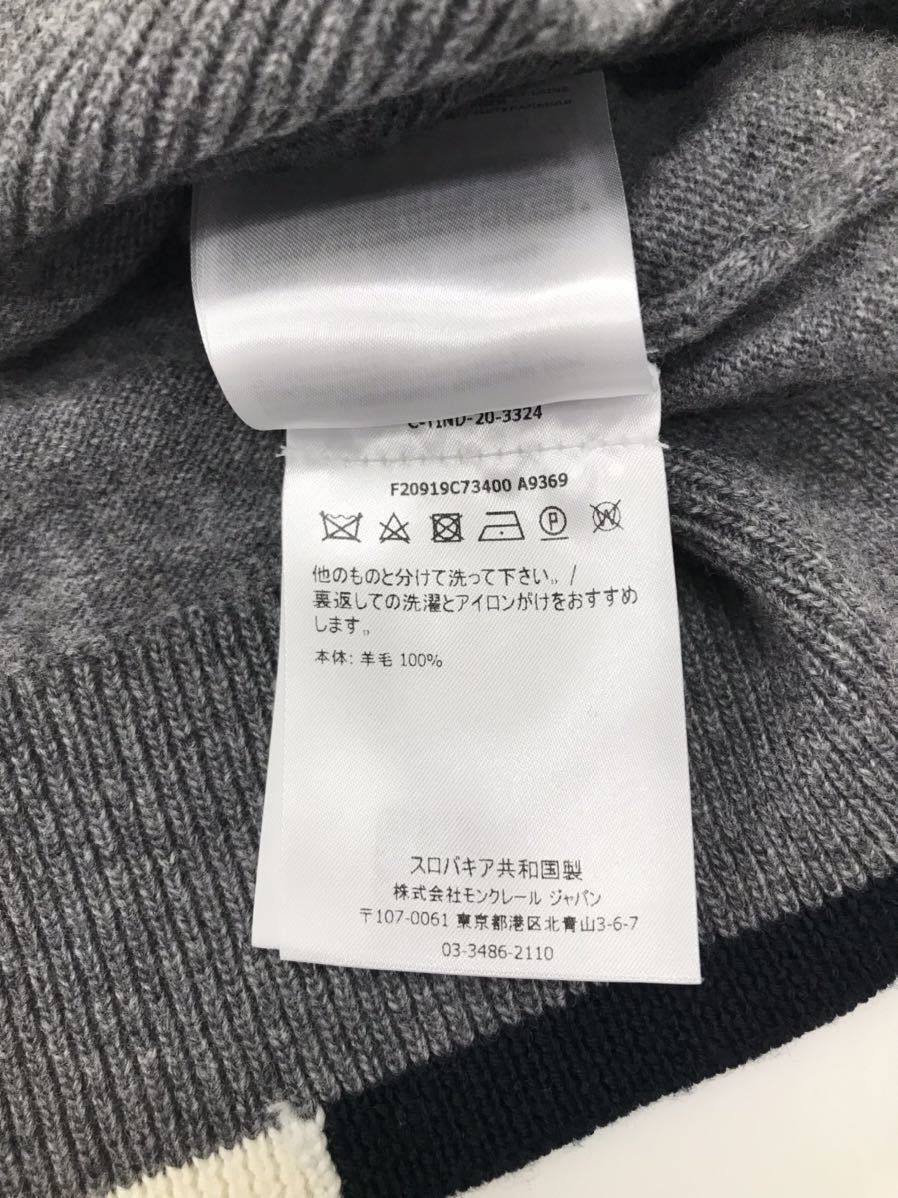 C-TIND-20-3324
F20919C73400 A9369
P W
他のものと分けて洗って下さい。/
裏返しての洗濯とアイロンがけをおすすめ
します。
本体: 羊毛 100%
スロバキア共和国製
株式会社モンクレール ジャパン
〒107-0061 東京都港区北青山3-6-7
03-3486-2110